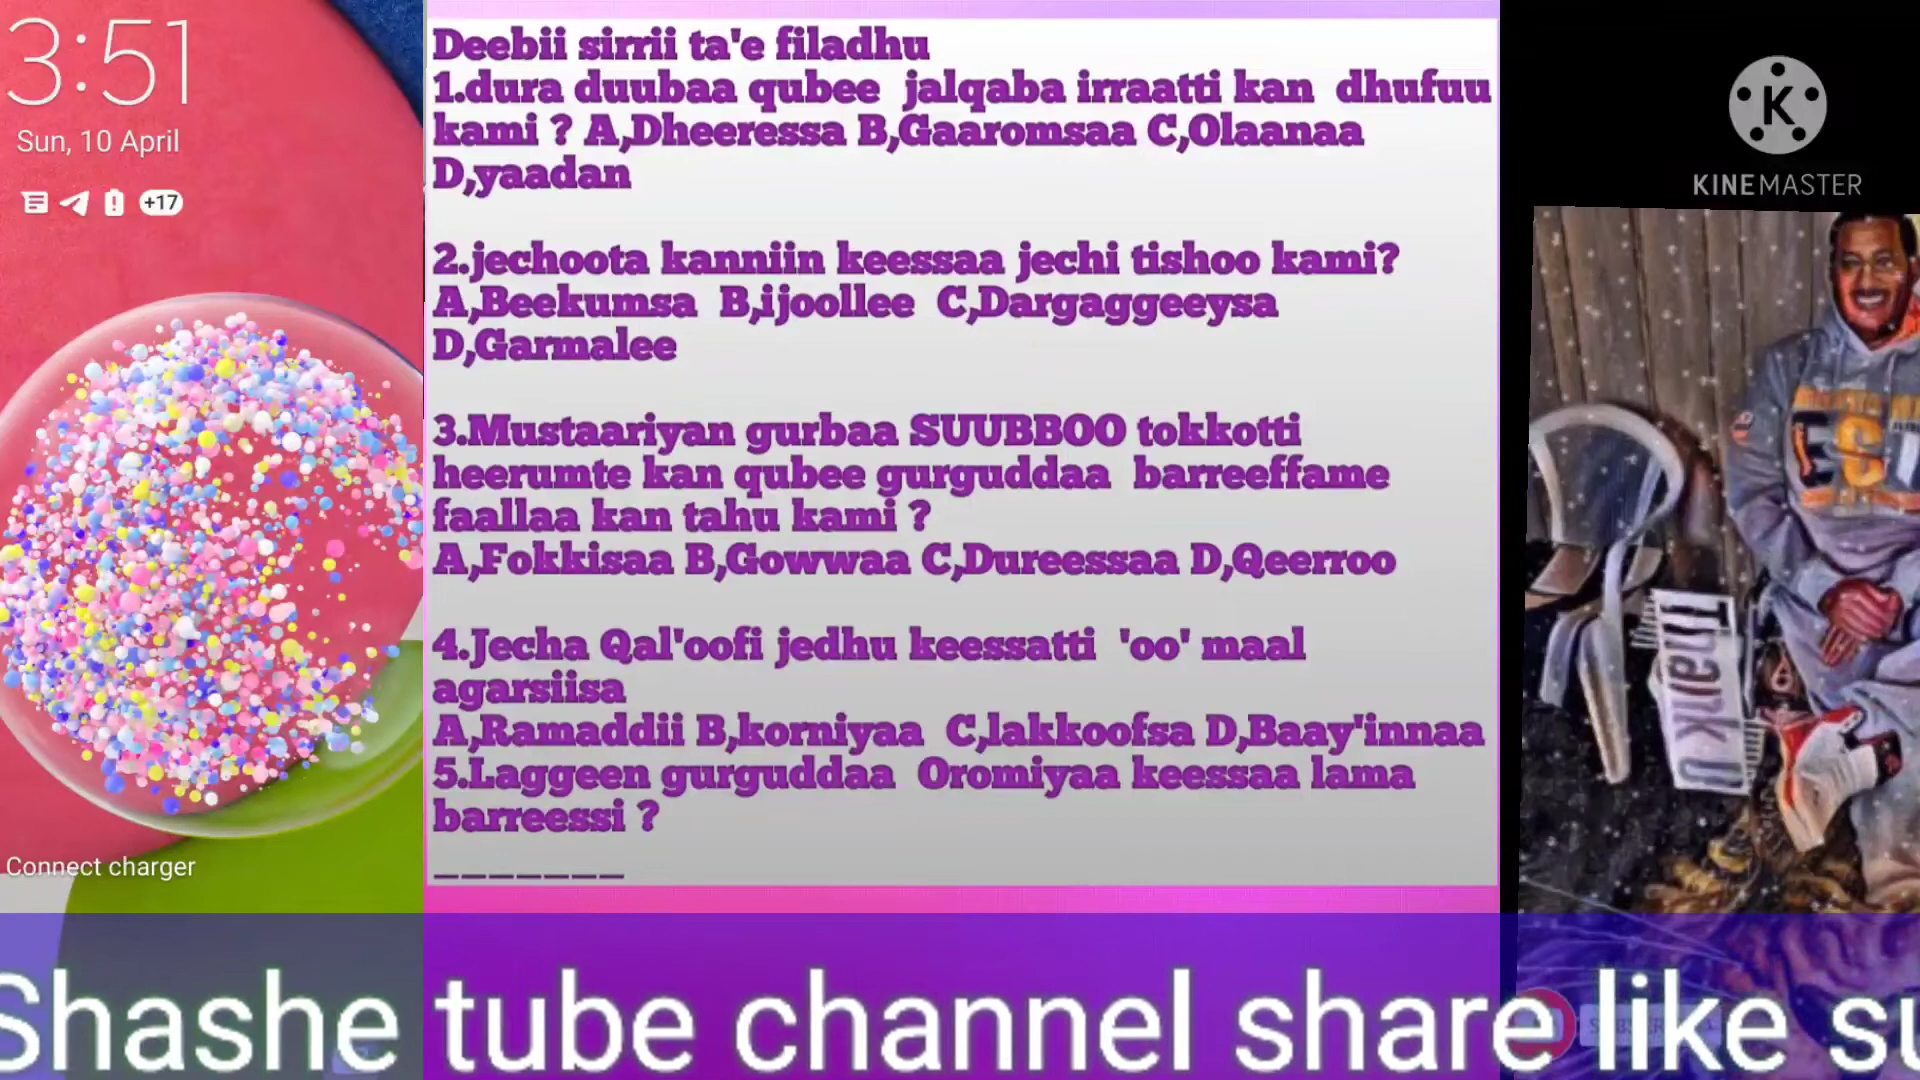 3:51
Sun, 10 April
+17
Connect charger
Deebii sirrii ta'e filadhu
1.dura duubaa qubee jalqaba irraatti kan dhufuu
kami ? A,Dheeressa B,Gaaromsaa C,Olaanaa
D,yaadan
2.jechoota kanniin keessaa jechi tishoo kami?
A,Beekumsa B,ijoollee C,Dargaggeeysa
D,Garmalee
3.Mustaariyan gurbaa SUUBBOO tokkotti
heerumte kan qubee gurguddaa barreeffame
faallaa kan tahu kami ?
A,Fokkisaa B,Gowwaa C,Dureessaa D,Qeerroo
4.Jecha Qal'oofi jedhu keessatti 'oo' maal
agarsiisa
A,Ramaddii B,korniyaa C,lakkoofsa D,Baay'innaa
5.Laggeen gurguddaa Oromiyaa keessaa lama
barreessi ?
_______
K
KINEMASTER
Thank U
Shashe tube channel share like su